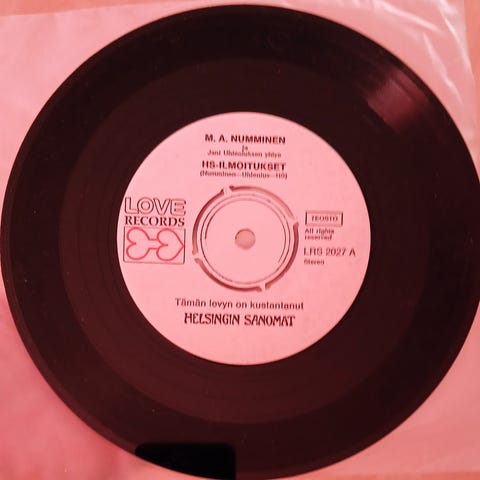 M. A. NUMMINEN
ja
Jani Uhleniuksen yhtye
HS-ILMOITUKSET
(Numminen—Uhlenius—HS)
LOVE
RECORDS
TEOSTO
All rights
reserved
LRS 2027 A
Stereo
Tämän levyn on kustantanut
HELSINGIN SANOMAT